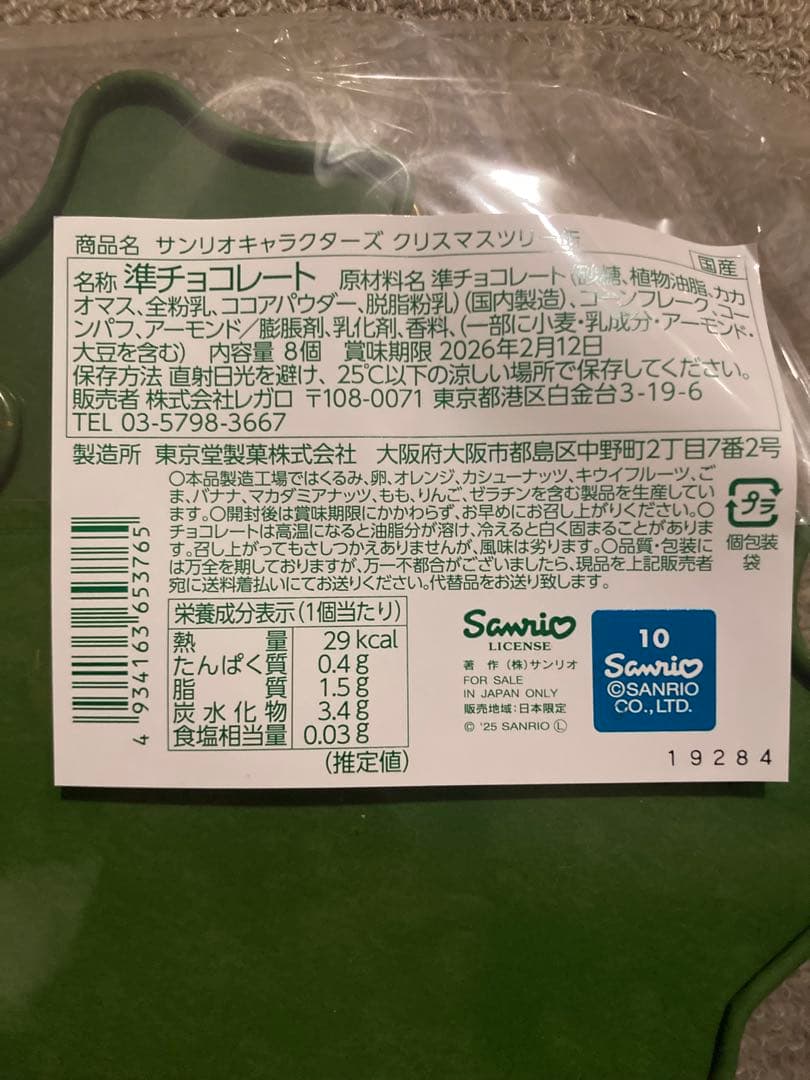 商品名 サンリオキャラクターズ クリスマスツリー缶
国産
名称 準チョコレート 原材料名 準チョコレート(砂糖、植物油脂、カカ
オマス、全粉乳、ココアパウダー、脱脂粉乳)(国内製造)、コーンフレーク、コー
ンパフ、アーモンド/膨脹剤、乳化剤、香料、(一部に小麦・乳成分・アーモンド・
大豆を含む) 内容量 8個 賞味期限 2026年2月12日
保存方法 直射日光を避け、25℃以下の涼しい場所で保存してください。
販売者 株式会社レガロ 〒108-0071 東京都港区白金台3-19-6
TEL 03-5798-3667
製造所 東京堂製菓株式会社 大阪府大阪市都島区中野町2丁目7番2号
○本品製造工場ではくるみ、卵、オレンジ、カシューナッツ、キウイフルーツ、ご
ま、バナナ、マカダミアナッツ、もも、りんご、ゼラチンを含む製品を生産してい
ます。○開封後は賞味期限にかかわらず、お早めにお召し上がりください。○
チョコレートは高温になると油脂分が溶け、冷えると白く固まることがありま
す。召し上がってもさしつかえありませんが、風味は劣ります。○品質・包装に
は万全を期しておりますが、万一不都合がございましたら、現品を上記販売者
宛に送料着払いにてお送りください。代替品をお送り致します。
プラ
個包装
袋
4 934163 653765
栄養成分表示(1個当たり)
熱量 29kcal
たんぱく質 0.4g
脂質 1.5g
炭水化物 3.4g
食塩相当量 0.03g
(推定値)
Sanrio
LICENSE
著 作 (株)サンリオ
FOR SALE
IN JAPAN ONLY
販売地域:日本限定
© '25 SANRIO Ⓛ
10
Sanrio
©SANRIO
CO.,LTD.
19284